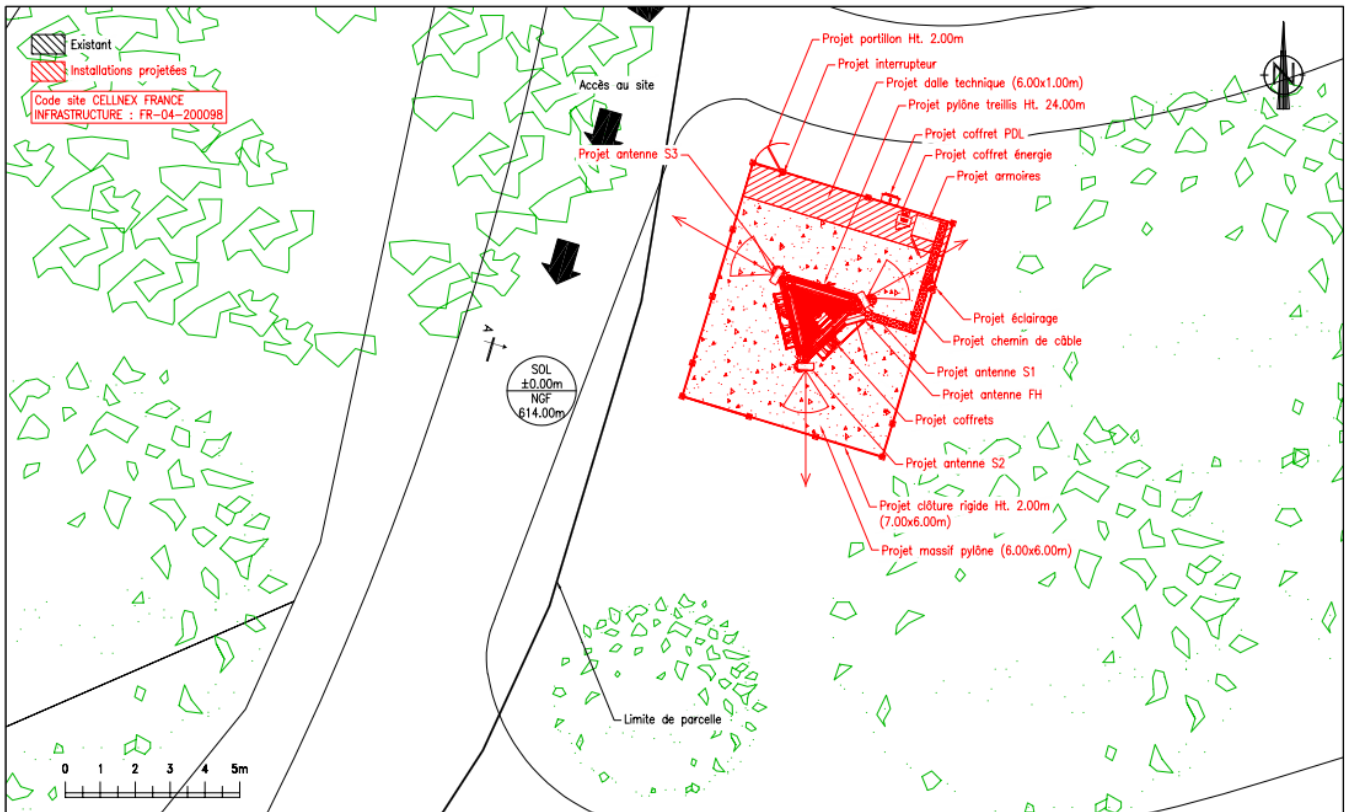 Existant
Installations projetées
Code site CELLNEX FRANCE
INFRASTRUCTURE : FR-04-200098
Accès au site
Projet portillon Ht. 2.00m
Projet interrupteur
Projet dalle technique (6.00x1.00m)
Projet pylône treillis Ht. 24.00m
Projet coffret PDL
Projet coffret énergie
Projet armoires
Projet antenne S3
N
Projet éclairage
Projet chemin de câble
Projet antenne S1
Projet antenne FH
Projet coffrets
Projet antenne S2
Projet clôture rigide Ht. 2.00m
(7.00x6.00m)
Projet massif pylône (6.00x6.00m)
A
SOL
±0.00m
NGF
614.00m
Limite de parcelle
0 1 2 3 4 5m